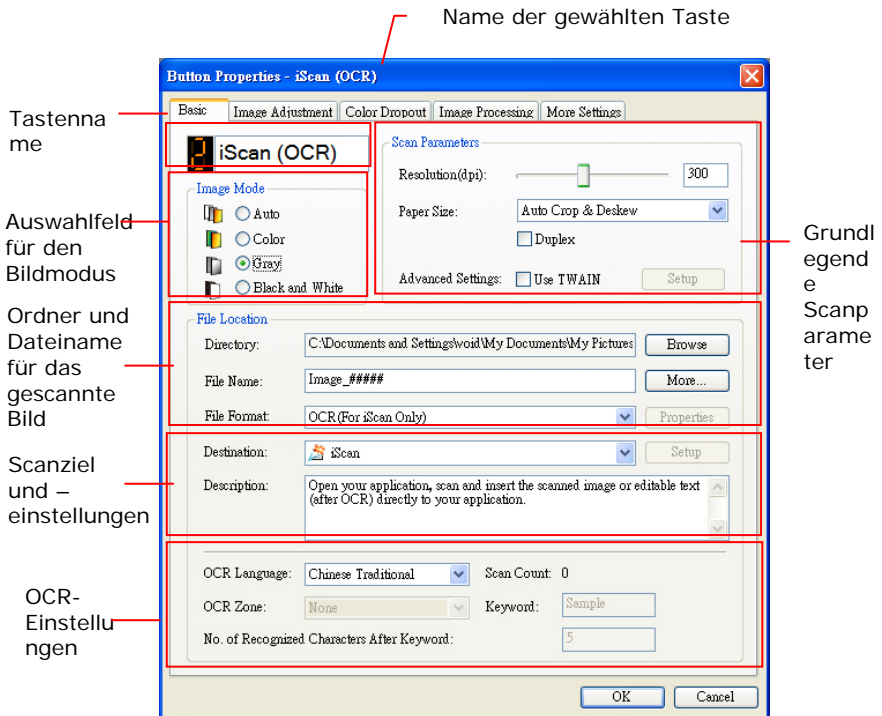 Name der gewählten Taste
Button Properties - iScan (OCR)
Basic Image Adjustment Color Dropout Image Processing More Settings
Tastenna
me
2 iScan (OCR)
Image Mode
Auto
Color
Gray
Black and White
Auswahlfeld
für den
Bildmodus
Scan Parameters
Resolution(dpi): 300
Paper Size: Auto Crop & Deskew
Duplex
Advanced Settings: Use TWAIN Setup
Grundl
egend
e
Scanp
arame
ter
Ordner und
Dateiname
für das
gescannte
Bild
File Location
Directory: C:\Documents and Settings\void\My Documents\My Pictures Browse
File Name: Image_##### More...
File Format: OCR(For iScan Only) Properties
Scanziel
und –
einstellungen
Destination: iScan Setup
Description: Open your application, scan and insert the scanned image or editable text
(after OCR) directly to your application.
OCR-
Einstellu
ngen
OCR Language: Chinese Traditional Scan Count: 0
OCR Zone: None Keyword: Sample
No. of Recognized Characters After Keyword: 5
OK Cancel